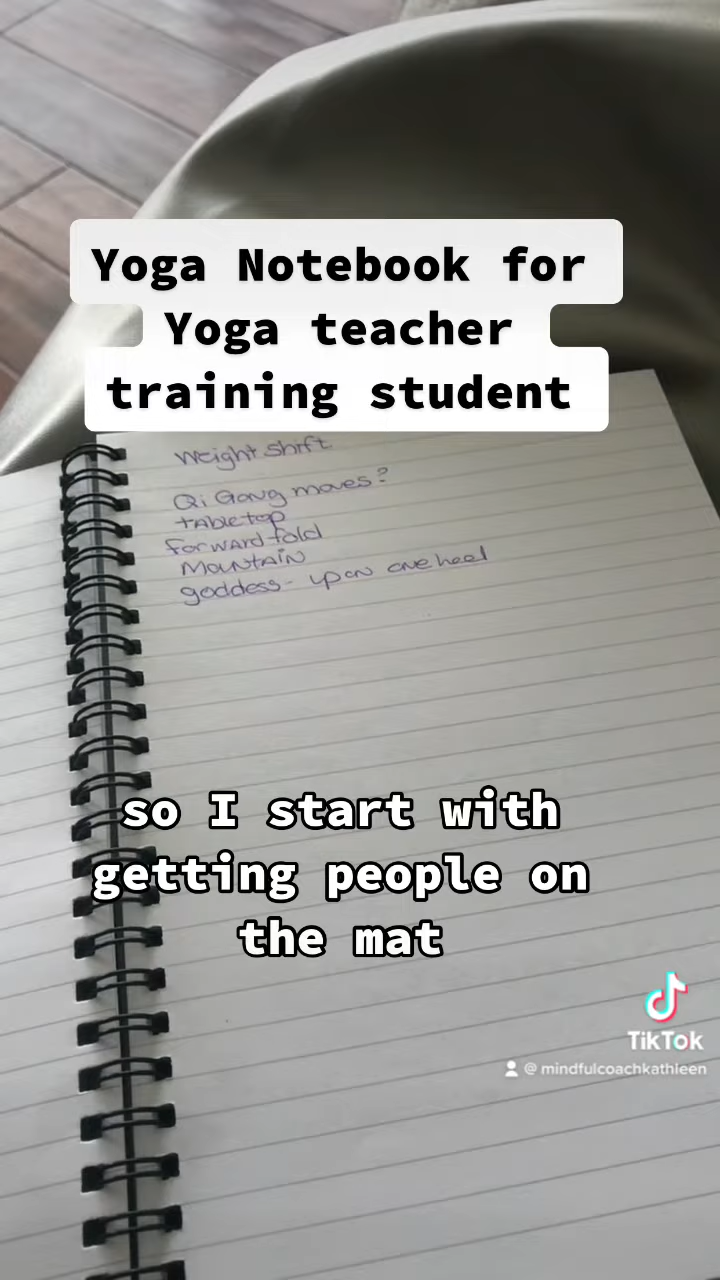 Yoga Notebook for
Yoga teacher
training student
Weight shift
Qi Gong moves?
tabletop
forward fold
Mountain
goddess - up on one heel
so I start with
getting people on
the mat
TikTok
@ mindfulcoachkathleen